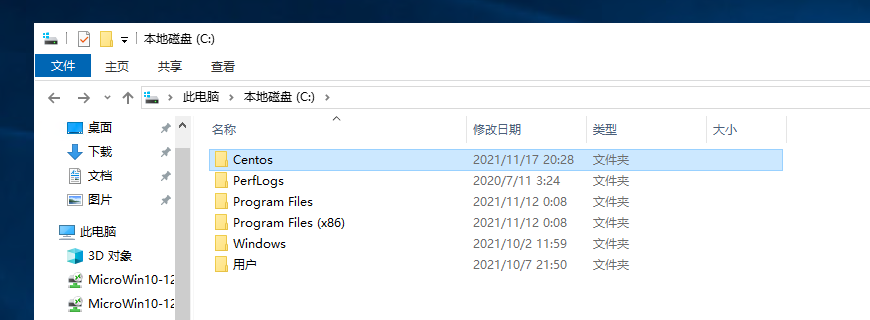 本地磁盘 (C:)
文件 主页 共享 查看
此电脑 本地磁盘 (C:)
名称 修改日期 类型 大小
桌面
下载
文档
图片
此电脑
3D 对象
MicroWin10-12
MicroWin10-12
Centos 2021/11/17 20:28 文件夹
PerfLogs 2020/7/11 3:24 文件夹
Program Files 2021/11/12 0:08 文件夹
Program Files (x86) 2021/11/12 0:08 文件夹
Windows 2021/10/2 11:59 文件夹
用户 2021/10/7 21:50 文件夹